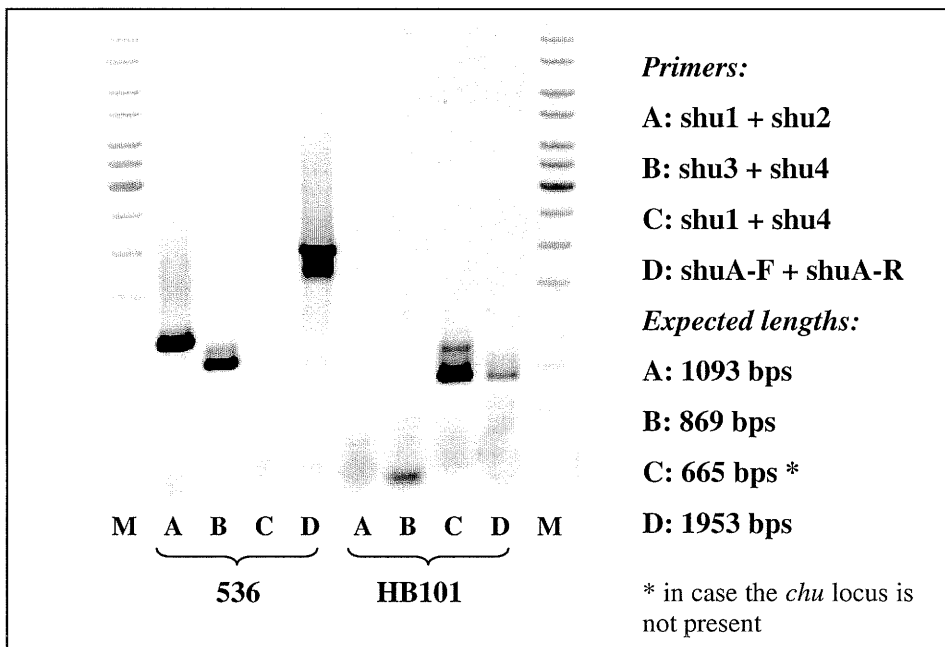 Primers:
A: shu1 + shu2
B: shu3 + shu4
C: shu1 + shu4
D: shuA-F + shuA-R
Expected lengths:
A: 1093 bps
B: 869 bps
C: 665 bps *
D: 1953 bps
* in case the chu locus is
not present
M A B C D A B C D M
536 HB101